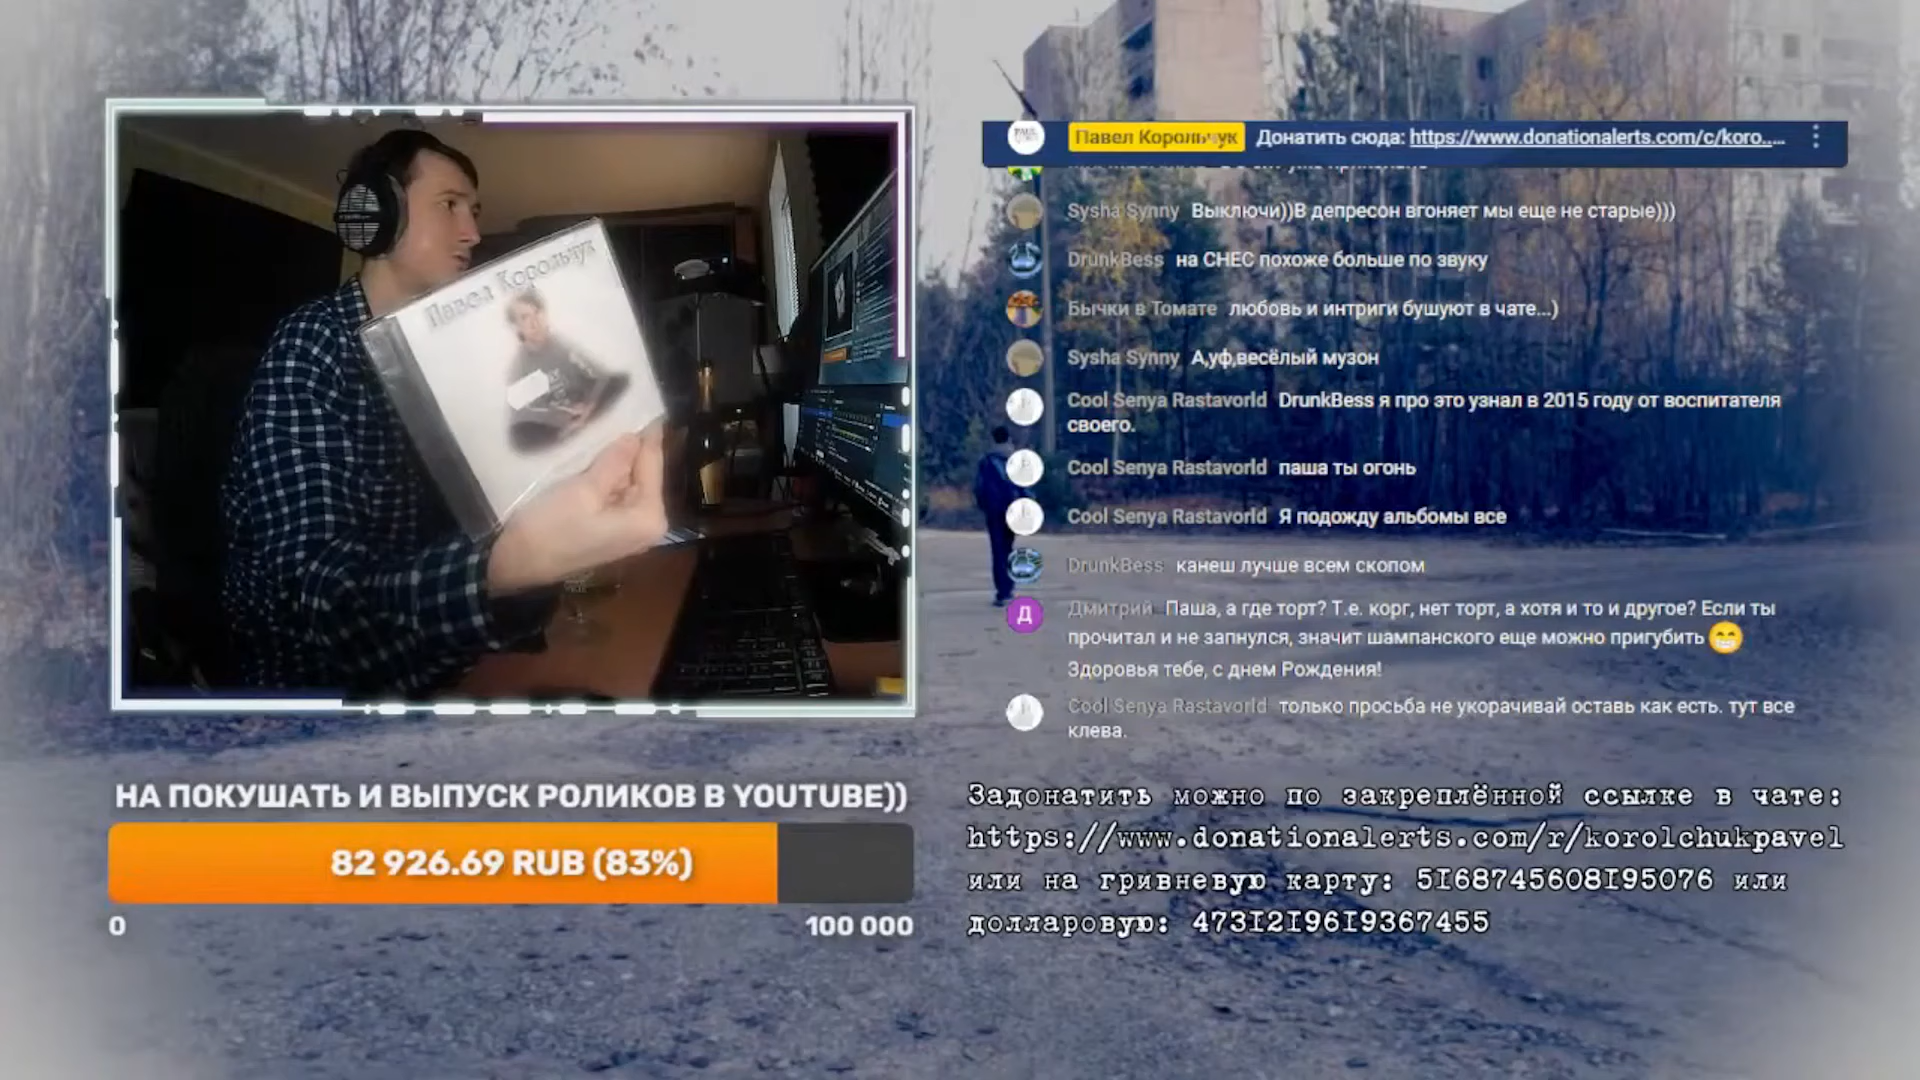 Павел Корольчук
Павел Корольчук Донатить сюда: https://www.donationalerts.com/c/koro..…
Sysha Synny Выключи))В депресон вгоняет мы еще не старые)))
DrunkBess на СНЕС похоже больше по звуку
Бычки в Томате любовь и интриги бушуют в чате...)
Sysha Synny А,уф,весёлый музон
Cool Senya Rastavorld DrunkBess я про это узнал в 2015 году от воспитателя
своего.
Cool Senya Rastavorld паша ты огонь
Cool Senya Rastavorld Я подожду альбомы все
DrunkBess канеш лучше всем скопом
Д
Дмитрий Паша, а где торт? Т.е. корг, нет торт, а хотя и то и другое? Если ты
прочитал и не запнулся, значит шампанского еще можно пригубить 😁
Здоровья тебе, с днем Рождения!
Cool Senya Rastavorld только просьба не укорачивай оставь как есть. тут все
клева.
НА ПОКУШАТЬ И ВЫПУСК РОЛИКОВ В YOUTUBE))
82 926.69 RUB (83%)
0
100 000
Задонатить можно по закреплённой ссылке в чате:
https://www.donationalerts.com/r/korolchukpavel
или на гривневую карту: 5168745608195076 или
долларовую: 4731219619367455